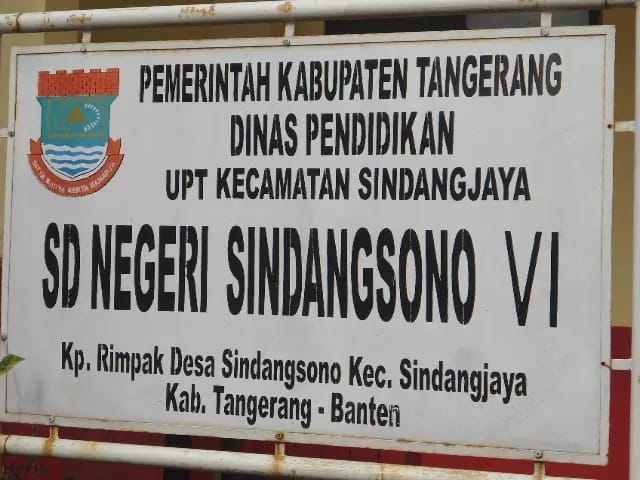 PEMERINTAH KABUPATEN TANGERANG
DINAS PENDIDIKAN
UPT KECAMATAN SINDANGJAYA
SD NEGERI SINDANGSONO VI
Kp. Rimpak Desa Sindangsono Kec. Sindangjaya
Kab. Tangerang - Banten